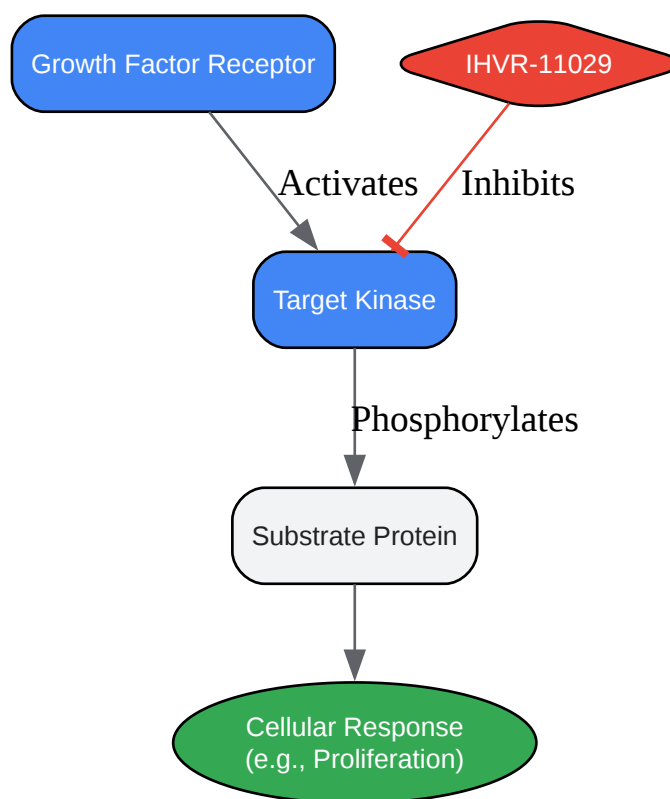 Growth Factor Receptor
IHVR-11029
Activates
Inhibits
Target Kinase
Phosphorylates
Substrate Protein
Cellular Response
(e.g., Proliferation)